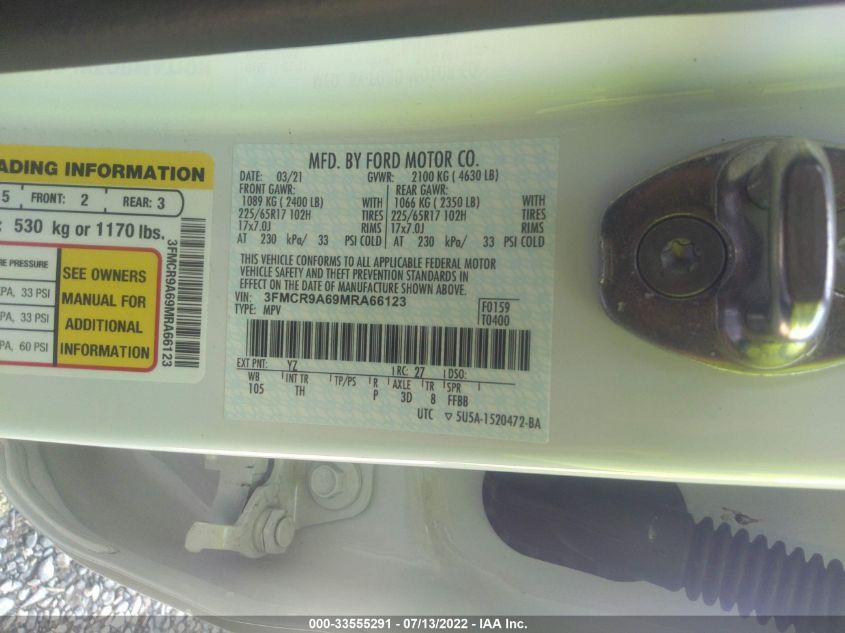 ADING INFORMATION
5 FRONT: 2 REAR: 3
530 kg or 1170 lbs.
E PRESSURE
PA, 33 PSI
PA, 33 PSI
PA, 60 PSI
SEE OWNERS
MANUAL FOR
ADDITIONAL
INFORMATION
3FMCR9A69MRA66123
MFD. BY FORD MOTOR CO.
DATE: 03/21 GVWR: 2100 KG ( 4630 LB)
FRONT GAWR: REAR GAWR:
1089 KG ( 2400 LB) WITH 1066 KG ( 2350 LB) WITH
225/65R17 102H TIRES 225/65R17 102H TIRES
17x7.0J RIMS 17x7.0J RIMS
AT 230 kPa/ 33 PSI COLD AT 230 kPa/ 33 PSI COLD
THIS VEHICLE CONFORMS TO ALL APPLICABLE FEDERAL MOTOR
VEHICLE SAFETY AND THEFT PREVENTION STANDARDS IN
EFFECT ON THE DATE OF MANUFACTURE SHOWN ABOVE.
VIN: 3FMCR9A69MRA66123 F0159
TYPE: MPV T0400
EXT PNT: YZ RC: 27 DSO:
WB INT TR TP/PS R AXLE TR SPR
105 TH P 3D 8 FFBB
UTC ▽ 5U5A-1520472-BA
000-33555291 - 07/13/2022 - IAA Inc.